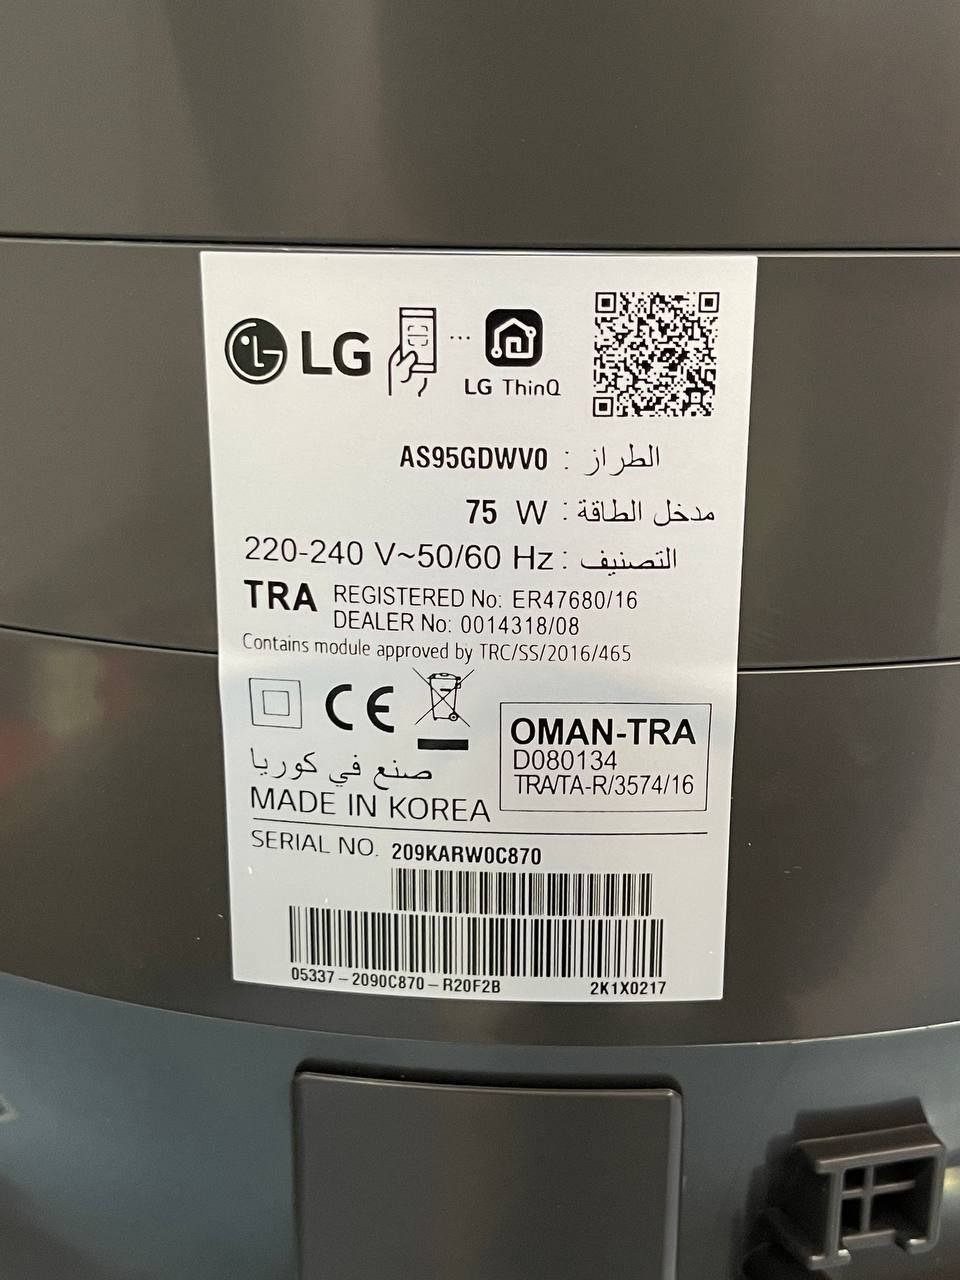 LG
LG ThinQ
AS95GDWV0 : الطراز
75 W : مدخل الطاقة
220-240 V~50/60 Hz : التصنيف
TRA REGISTERED No: ER47680/16
DEALER No: 0014318/08
Contains module approved by TRC/SS/2016/465
CE
OMAN-TRA
D080134
TRA/TA-R/3574/16
صنع في كوريا
MADE IN KOREA
SERIAL NO. 209KARW0C870
05337-2090C870-R20F2B 2K1X0217